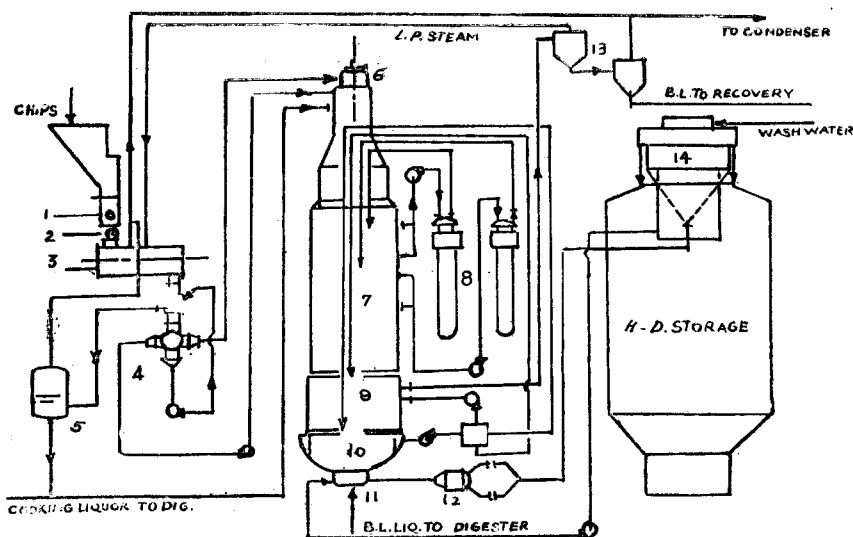 TO CONDENSER
L.P. STEAM
13
6
B.L. TO RECOVERY
CHIPS
WASH WATER
14
1
2
3
8
7
H-D. STORAGE
4
9
5
10
11
12
COOKING LIQUOR TO DIG.
B.L. LIQ. TO DIGESTER